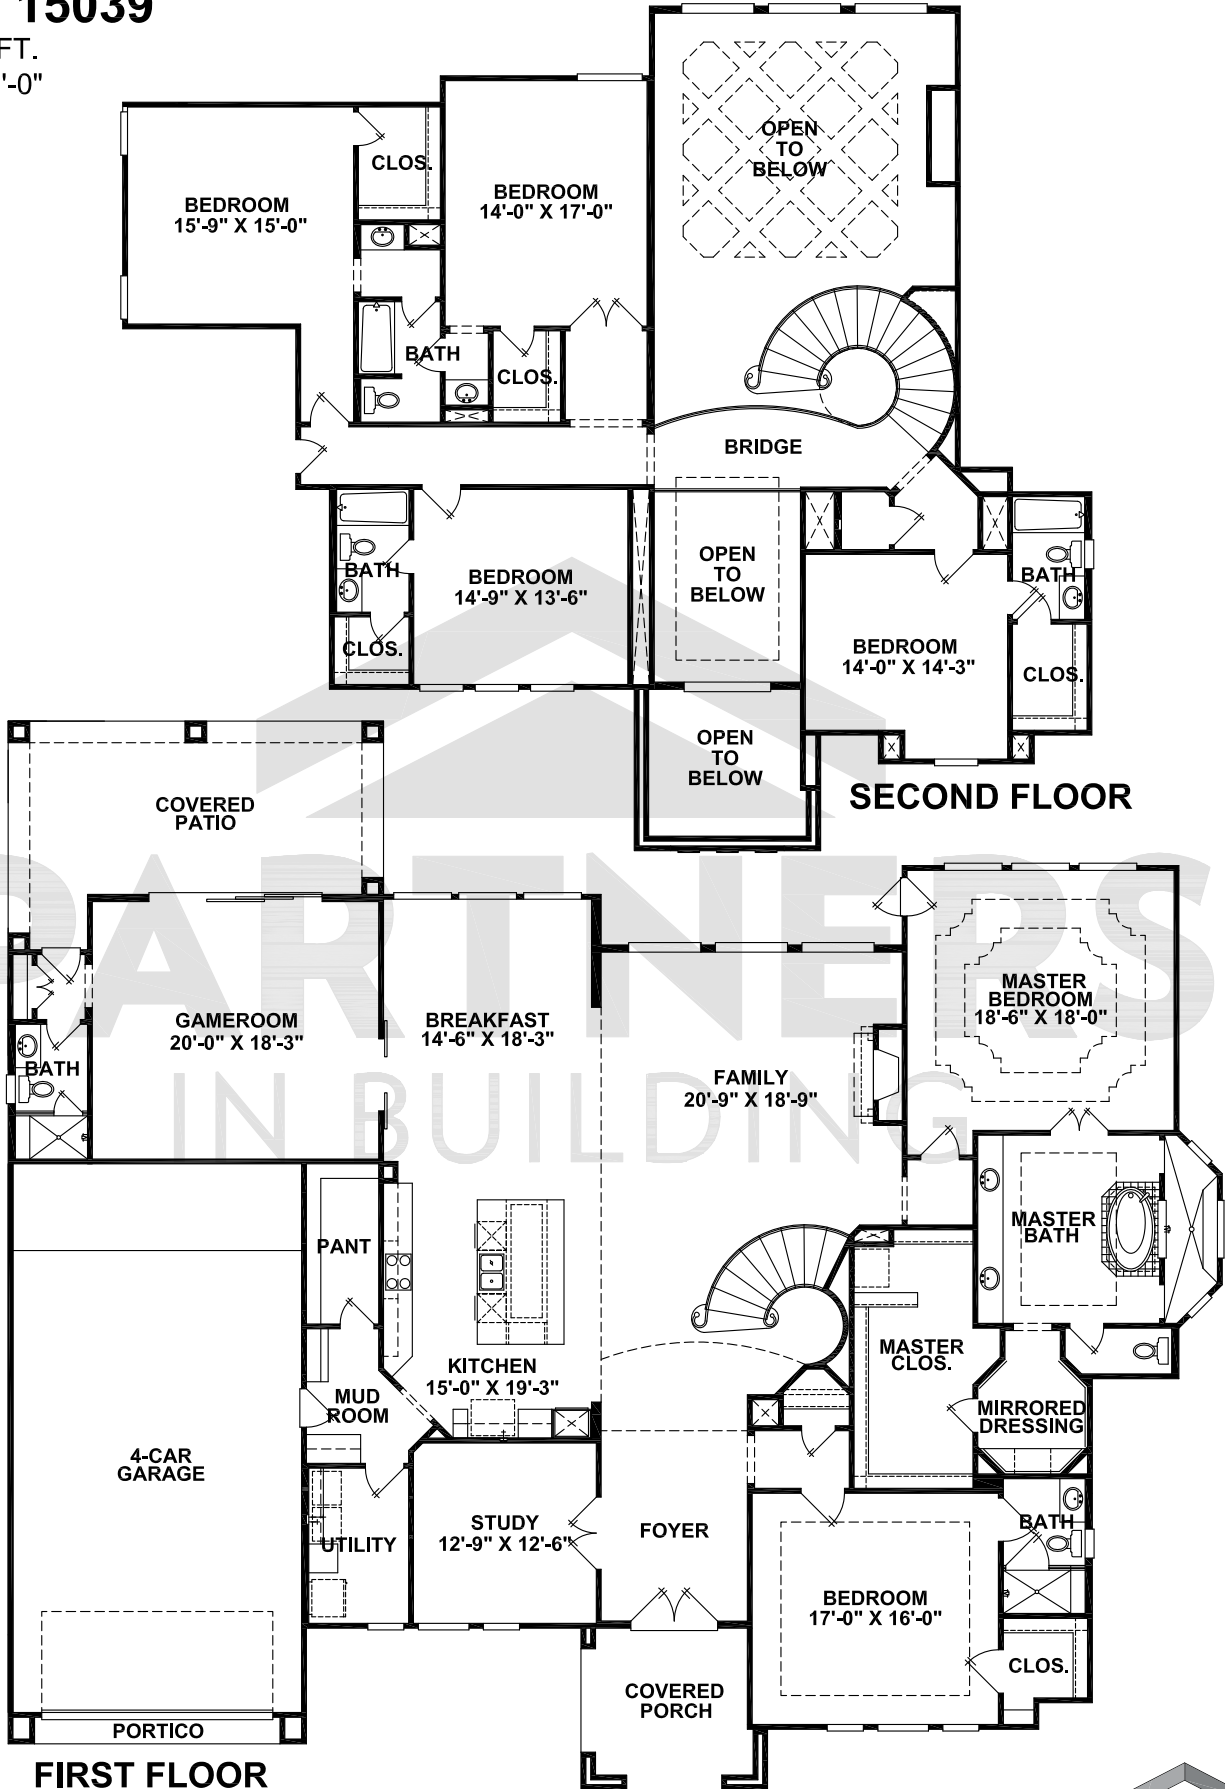 15039
FT.
'-0"
OPEN
TO
BELOW
CLOS.
BEDROOM
15'-9" X 15'-0"
BEDROOM
14'-0" X 17'-0"
BATH
CLOS.
BRIDGE
BATH
BEDROOM
14'-9" X 13'-6"
CLOS.
OPEN
TO
BELOW
BATH
BEDROOM
14'-0" X 14'-3"
CLOS.
OPEN
TO
BELOW
SECOND FLOOR
COVERED
PATIO
PARTNERS
IN BUILDING
GAMEROOM
20'-0" X 18'-3"
BATH
BREAKFAST
14'-6" X 18'-3"
FAMILY
20'-9" X 18'-9"
MASTER
BEDROOM
18'-6" X 18'-0"
PANT
MASTER
BATH
KITCHEN
15'-0" X 19'-3"
MASTER
CLOS.
MUD
ROOM
MIRRORED
DRESSING
4-CAR
GARAGE
UTILITY
STUDY
12'-9" X 12'-6"
FOYER
BATH
BEDROOM
17'-0" X 16'-0"
CLOS.
COVERED
PORCH
PORTICO
FIRST FLOOR